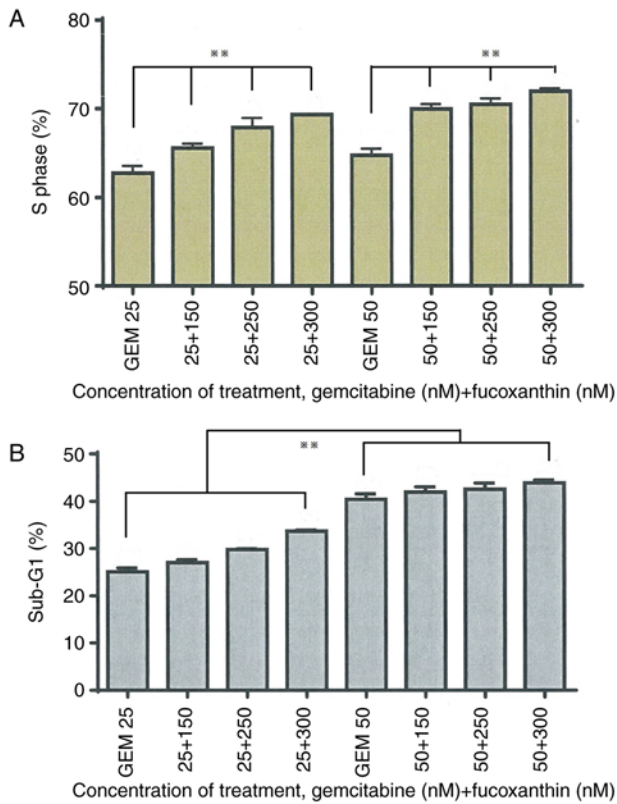 A
80
70
60
50
S phase (%)
** **
GEM 25 25+150 25+250 25+300 GEM 50 50+150 50+250 50+300
Concentration of treatment, gemcitabine (nM)+fucoxanthin (nM)
B
50
40
30
20
10
0
Sub-G1 (%)
**
GEM 25 25+150 25+250 25+300 GEM 50 50+150 50+250 50+300
Concentration of treatment, gemcitabine (nM)+fucoxanthin (nM)